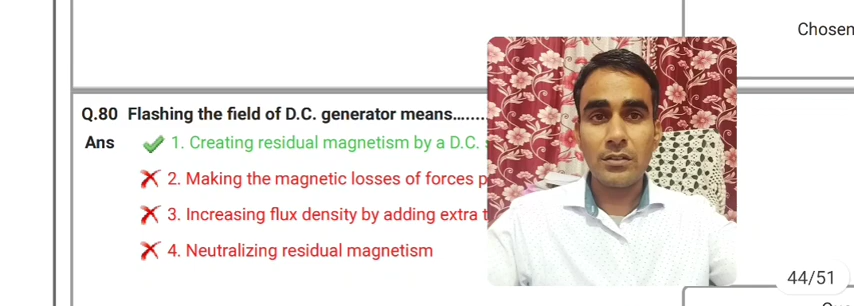 Chosen
Q.80 Flashing the field of D.C. generator means........
Ans 1. Creating residual magnetism by a D.C.
2. Making the magnetic losses of forces
3. Increasing flux density by adding extra
4. Neutralizing residual magnetism
44/51